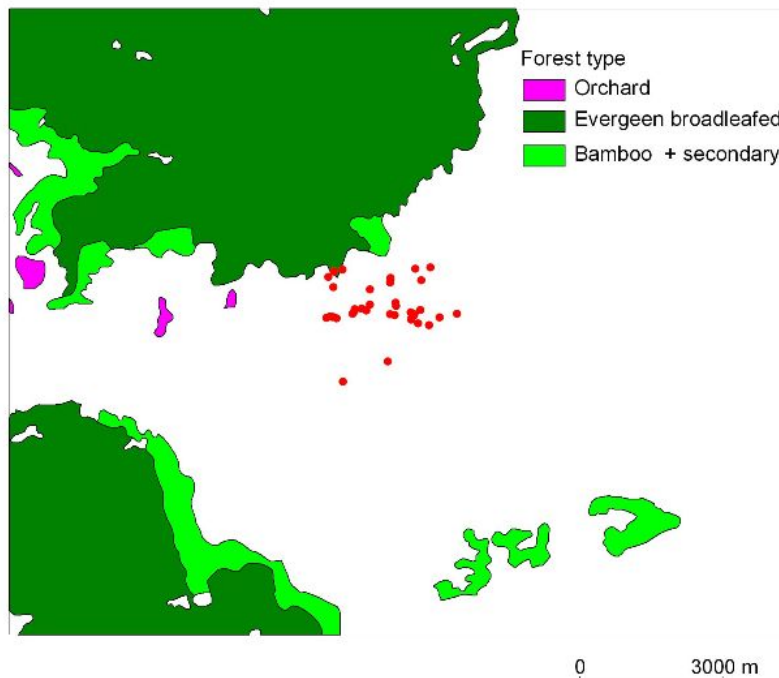 Forest type
Orchard
Evergeen broadleafed
Bamboo + secondary
0 3000 m